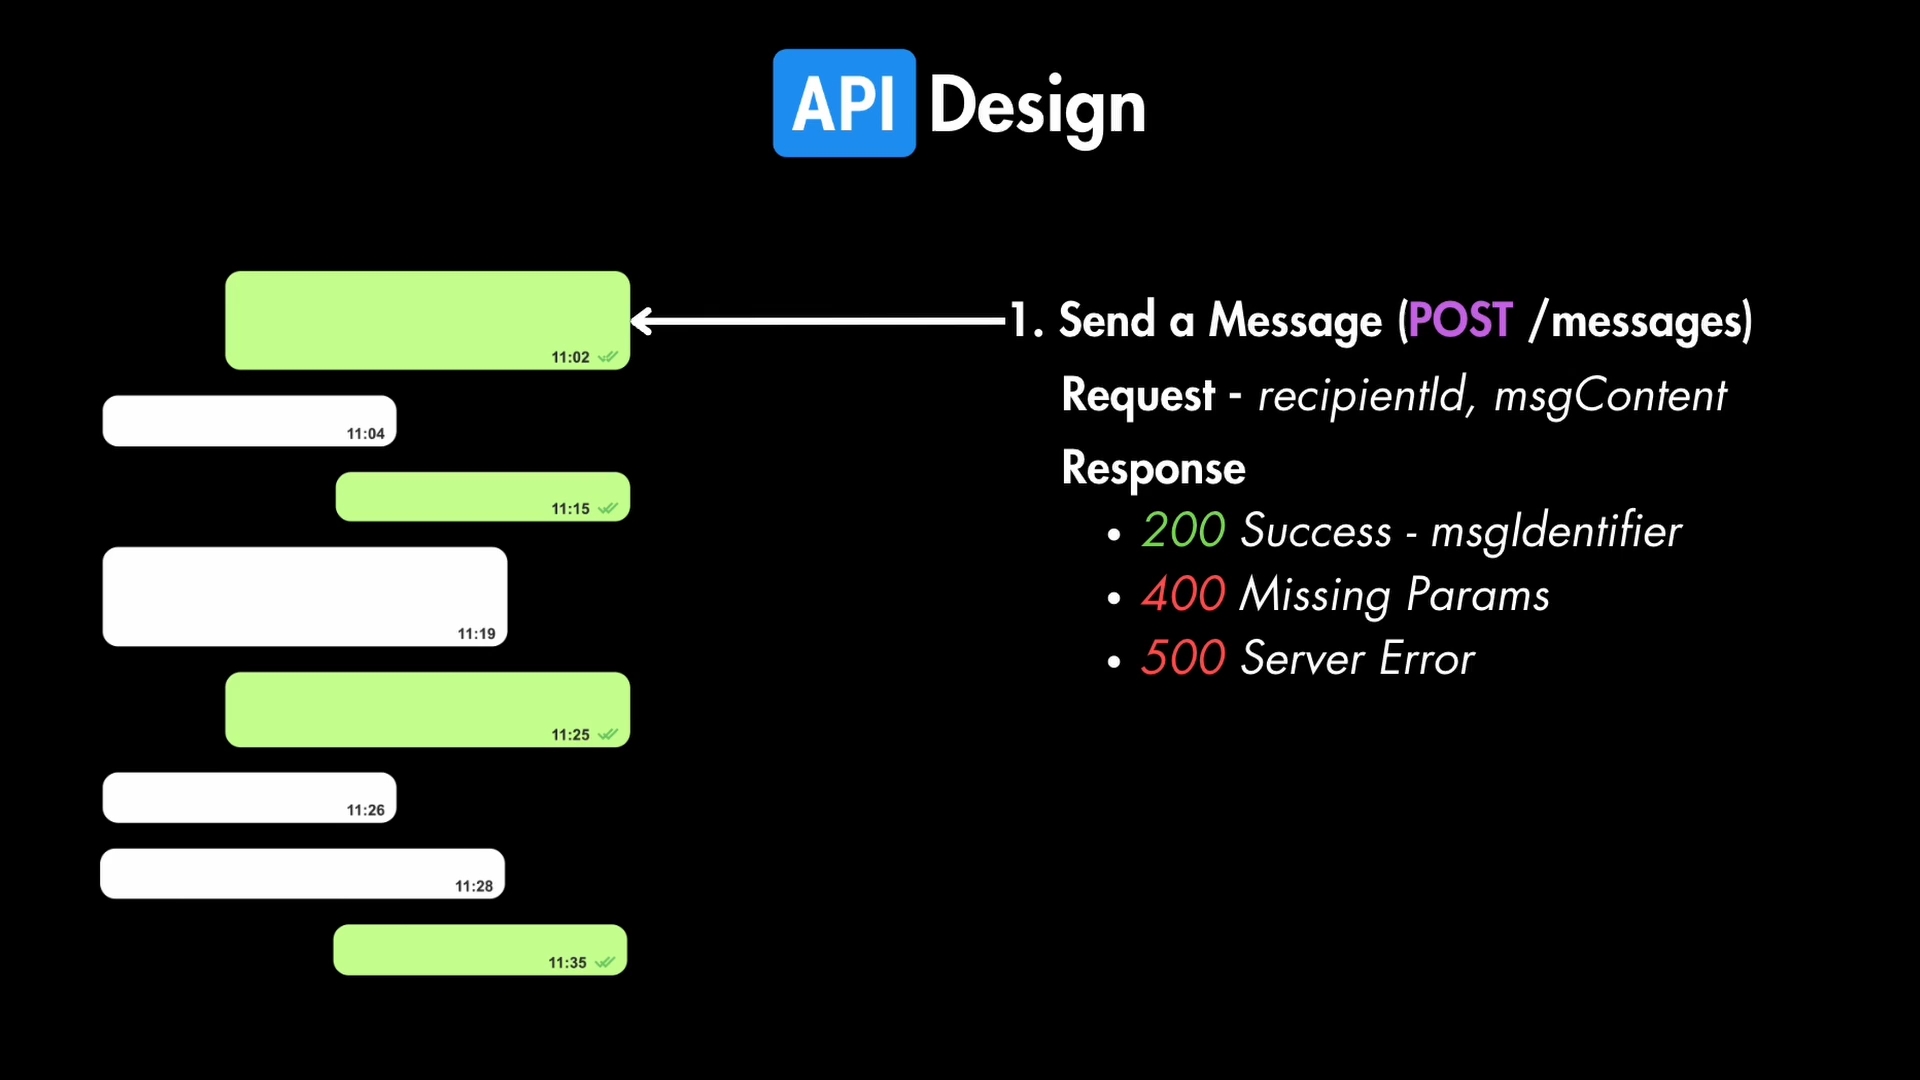 API Design
11:02
11:04
11:15
11:19
11:25
11:26
11:28
11:35
1. Send a Message (POST /messages)
Request - recipientId, msgContent
Response
• 200 Success - msgIdentifier
• 400 Missing Params
• 500 Server Error